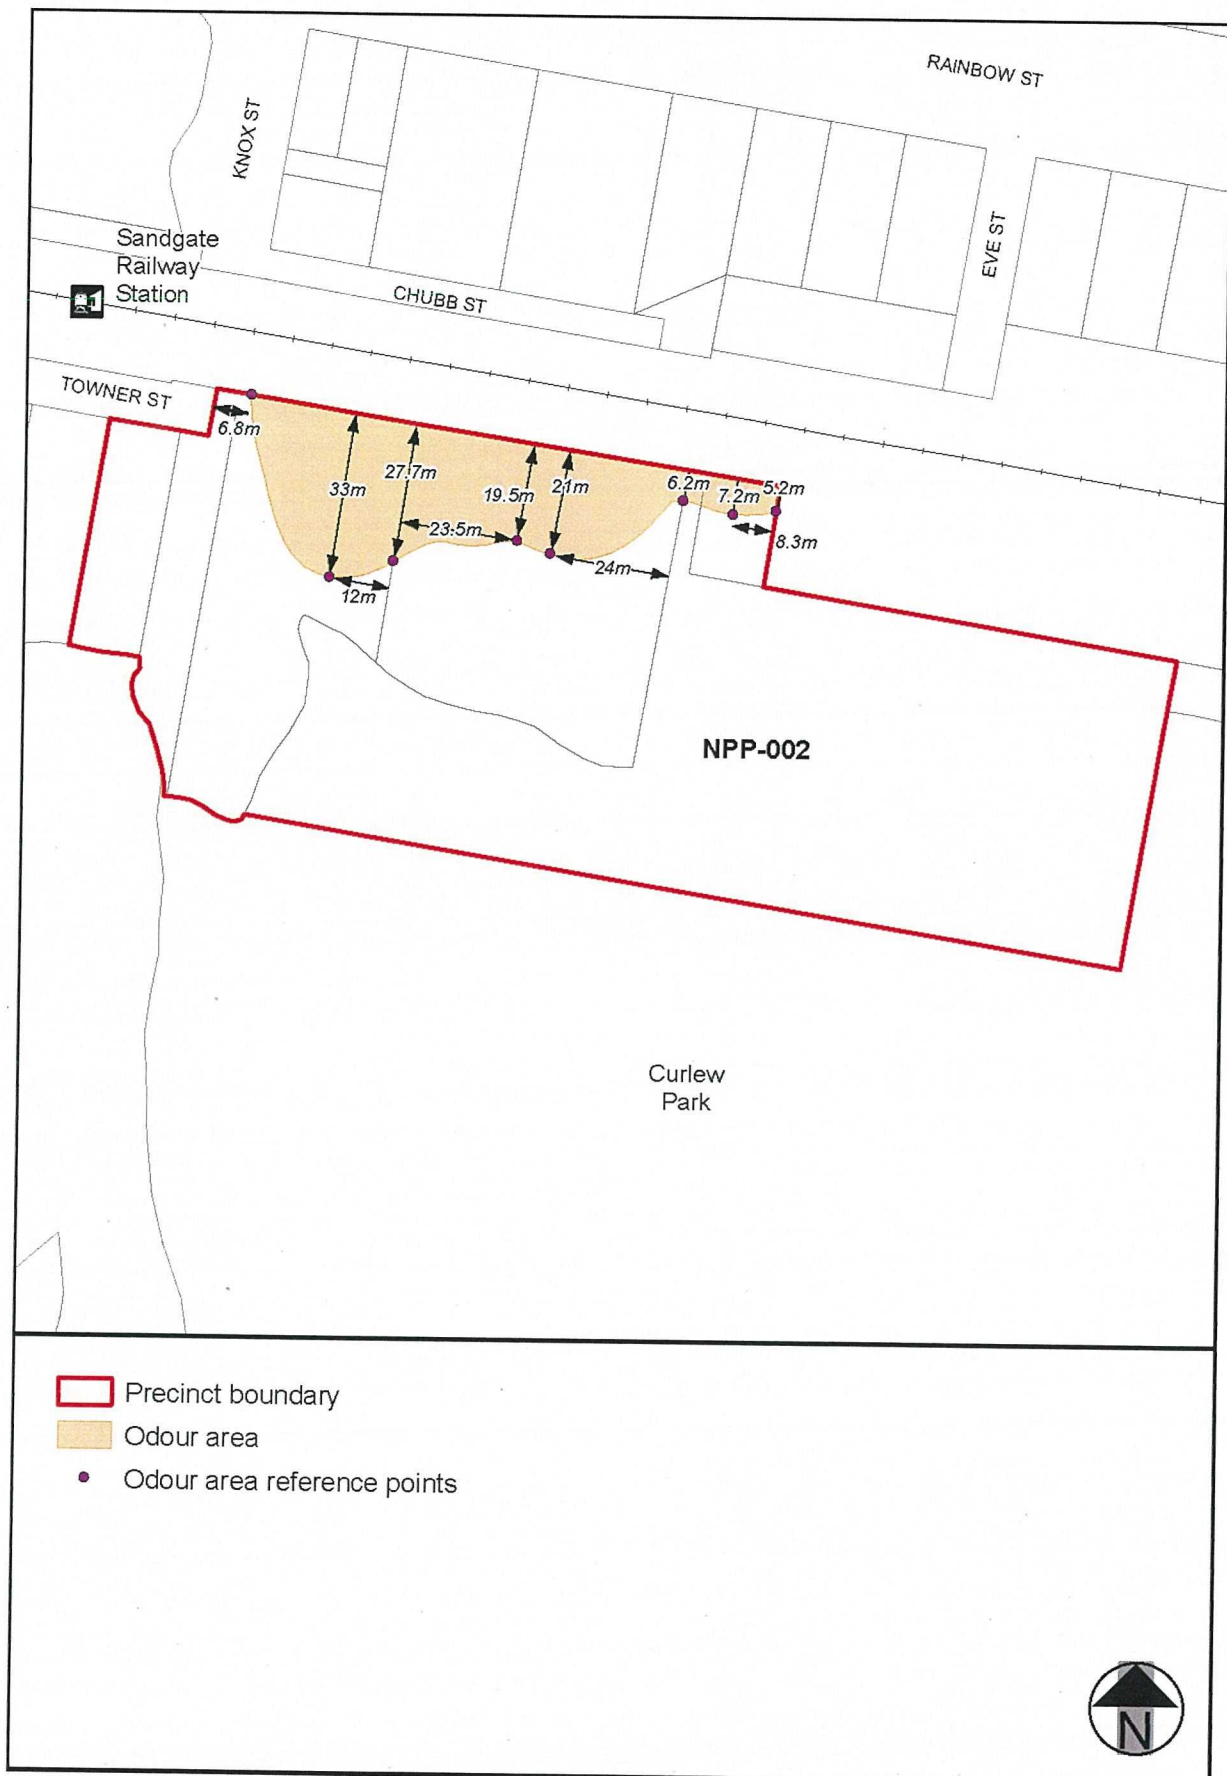 RAINBOW ST
KNOX ST
EVE ST
Sandgate
Railway
Station
CHUBB ST
TOWNER ST
6.8m
33m
27.7m
19.5m
21m
6.2m
7.2m
5.2m
23.5m
8.3m
24m
12m
NPP-002
Curlew
Park
Precinct boundary
Odour area
Odour area reference points
N